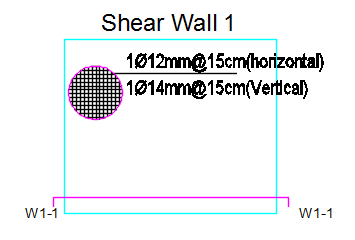 Shear Wall 1
1Ø12mm@15cm(horizontal)
1Ø14mm@15cm(Vertical)
W1-1 W1-1